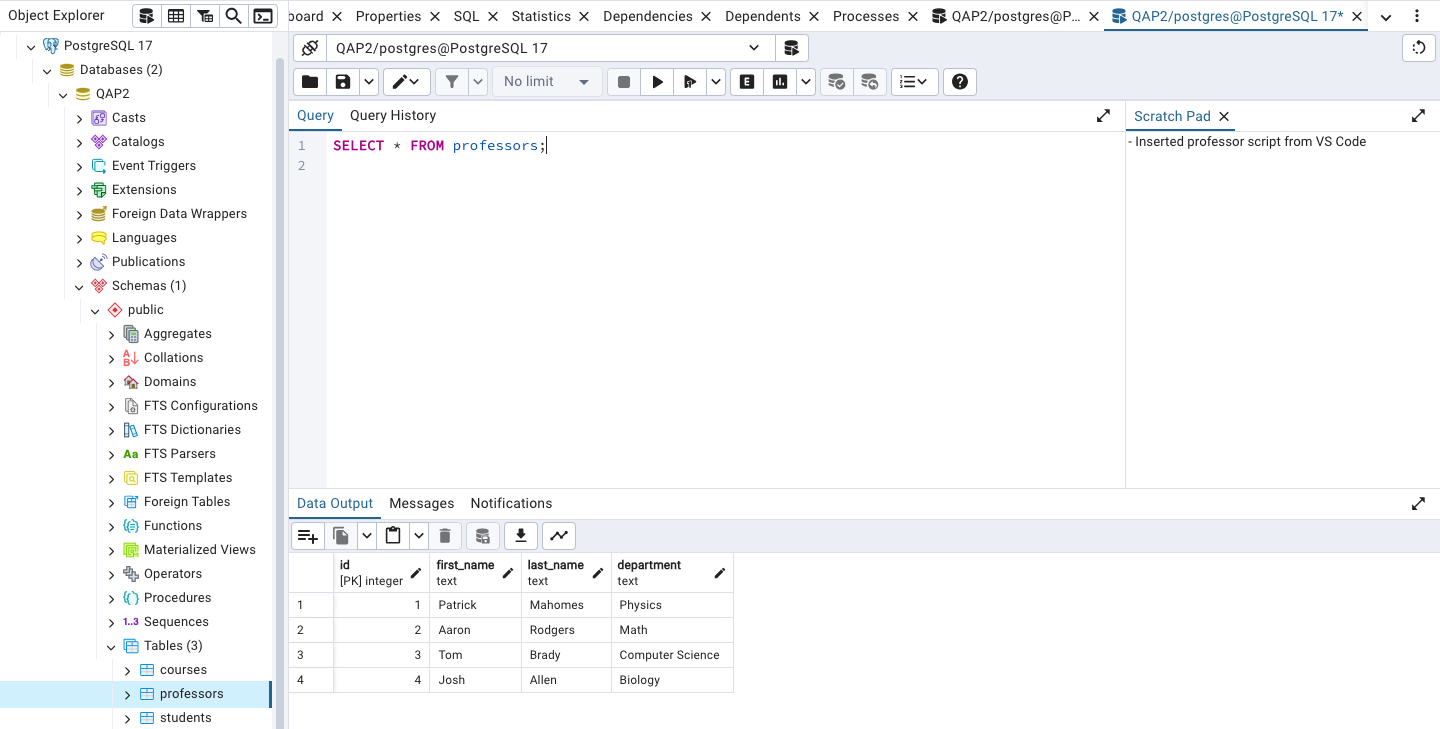 Object Explorer
board
Properties
SQL
Statistics
Dependencies
Dependents
Processes
QAP2/postgres@P...
QAP2/postgres@PostgreSQL 17*
PostgreSQL 17
Databases (2)
QAP2
Casts
Catalogs
Event Triggers
Extensions
Foreign Data Wrappers
Languages
Publications
Schemas (1)
public
Aggregates
Collations
Domains
FTS Configurations
FTS Dictionaries
Aa FTS Parsers
FTS Templates
Foreign Tables
Functions
Materialized Views
Operators
Procedures
1..3 Sequences
Tables (3)
courses
professors
students
QAP2/postgres@PostgreSQL 17
No limit
E
Query
Query History
1 SELECT * FROM professors;
2
Scratch Pad
- Inserted professor script from VS Code
Data Output
Messages
Notifications
id first_name last_name department
[PK] integer text text text
1 1 Patrick Mahomes Physics
2 2 Aaron Rodgers Math
3 3 Tom Brady Computer Science
4 4 Josh Allen Biology